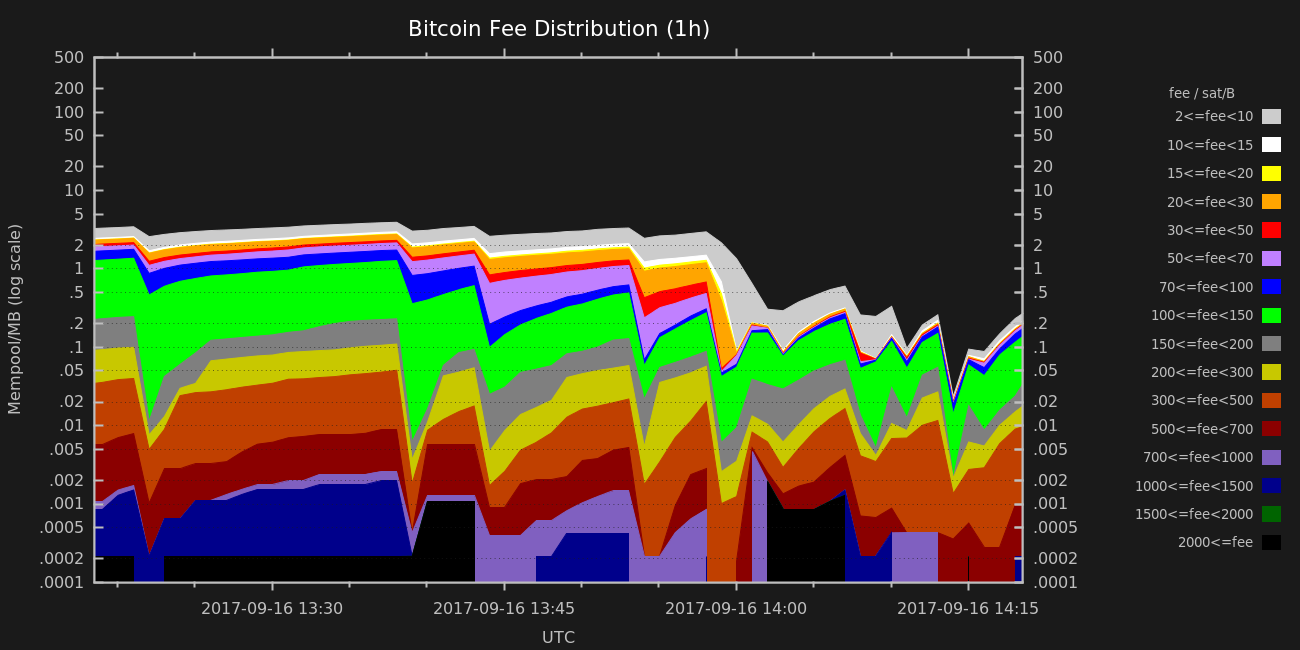 Bitcoin Fee Distribution (1h)
500
200
100
50
20
10
5
2
1
.5
.2
.1
.05
.02
.01
.005
.002
.001
.0005
.0002
.0001
Mempool/MB (log scale)
500
200
100
50
20
10
5
2
1
.5
.2
.1
.05
.02
.01
.005
.002
.001
.0005
.0002
.0001
2017-09-16 13:30 2017-09-16 13:45 2017-09-16 14:00 2017-09-16 14:15
UTC
fee / sat/B
2<=fee<10
10<=fee<15
15<=fee<20
20<=fee<30
30<=fee<50
50<=fee<70
70<=fee<100
100<=fee<150
150<=fee<200
200<=fee<300
300<=fee<500
500<=fee<700
700<=fee<1000
1000<=fee<1500
1500<=fee<2000
2000<=fee